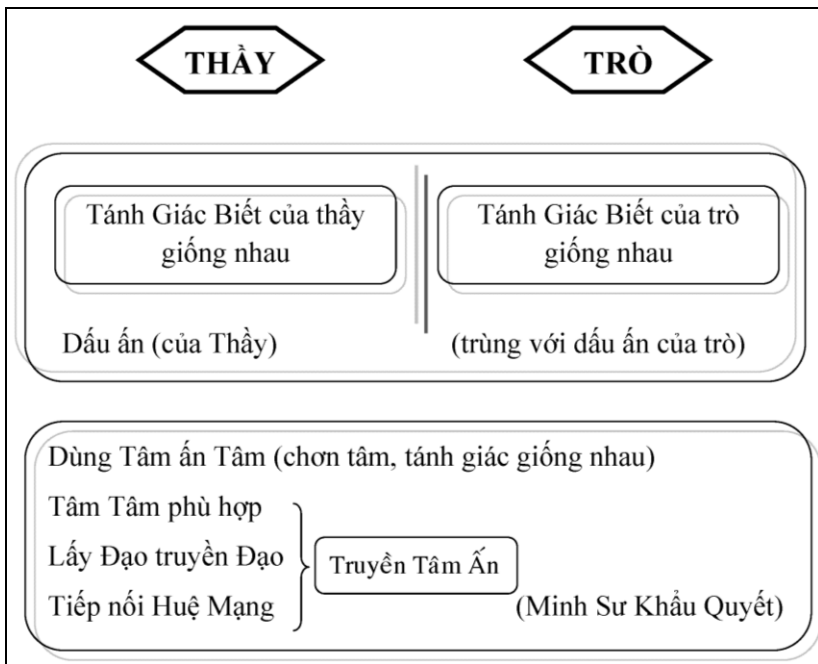 THẦY
TRÒ
Tánh Giác Biết của thầy
giống nhau
Tánh Giác Biết của trò
giống nhau
Dấu ấn (của Thầy)
(trùng với dấu ấn của trò)
Dùng Tâm ấn Tâm (chơn tâm, tánh giác giống nhau)
Tâm Tâm phù hợp
Lấy Đạo truyền Đạo
Tiếp nối Huệ Mạng
Truyền Tâm Ấn
(Minh Sư Khẩu Quyết)